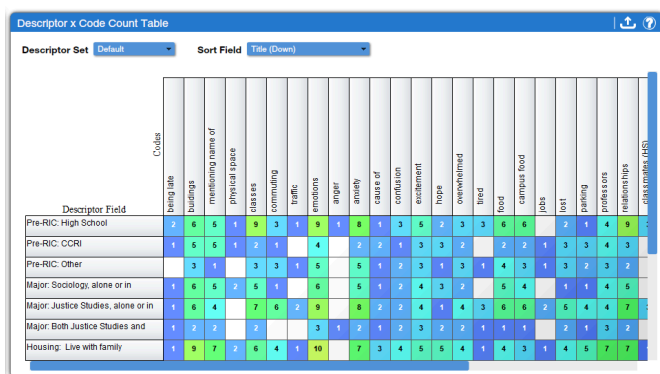 Descriptor x Code Count Table
Descriptor Set Default Sort Field Title (Down)
Codes
being late
buildings
mentioning name of
physical space
classes
commuting
traffic
emotions
anger
anxiety
cause of
confusion
excitement
hope
overwhelmed
tired
food
campus food
jobs
lost
parking
professors
relationships
classmates (HS)
Descriptor Field
Pre-RIC: High School 2 6 5 1 9 3 1 9 1 8 1 3 5 2 3 3 6 6 2 1 4 9
Pre-RIC: CCRI 1 5 5 1 2 1 4 2 2 1 3 3 2 2 2 1 3 3 4 3
Pre-RIC: Other 3 1 3 3 1 5 5 1 2 3 1 3 1 4 3 1 3 2 3 2
Major: Sociology, alone or in 1 6 5 2 5 1 5 5 1 2 4 3 2 5 4 1 1 4 5
Major: Justice Studies, alone or in 1 6 4 7 6 2 9 8 2 2 4 1 4 3 6 6 2 5 4 4 7
Major: Both Justice Studies and 1 2 2 2 3 1 2 1 2 3 2 2 1 1 1 2 1 3 2
Housing: Live with family 1 9 7 2 6 4 1 10 7 3 4 5 5 4 1 4 3 1 4 5 7 7